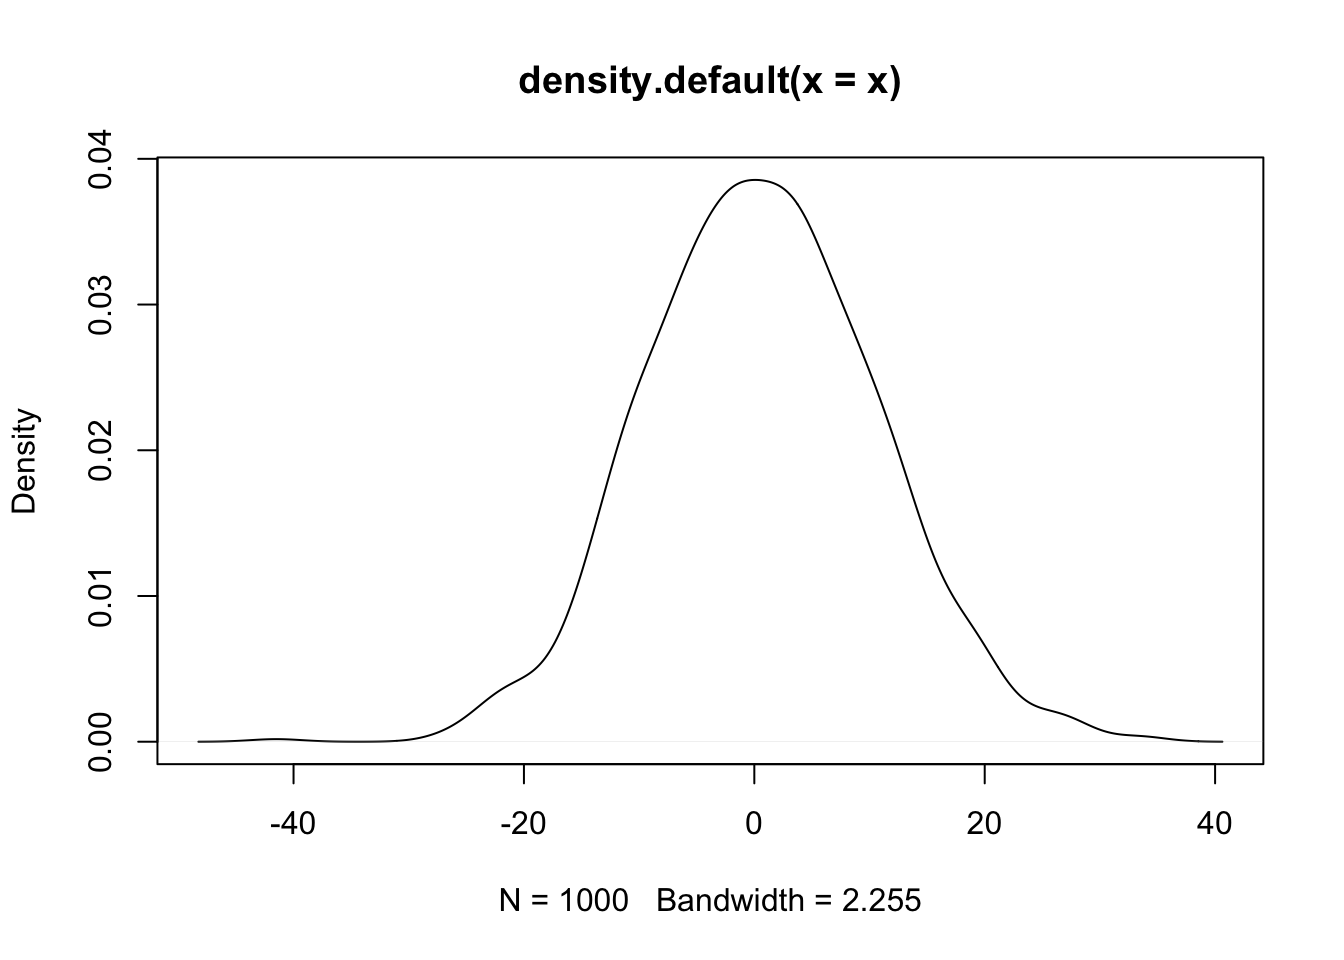 density.default(x = x)
Density
0.04
0.03
0.02
0.01
0.00
-40 -20 0 20 40
N = 1000 Bandwidth = 2.255